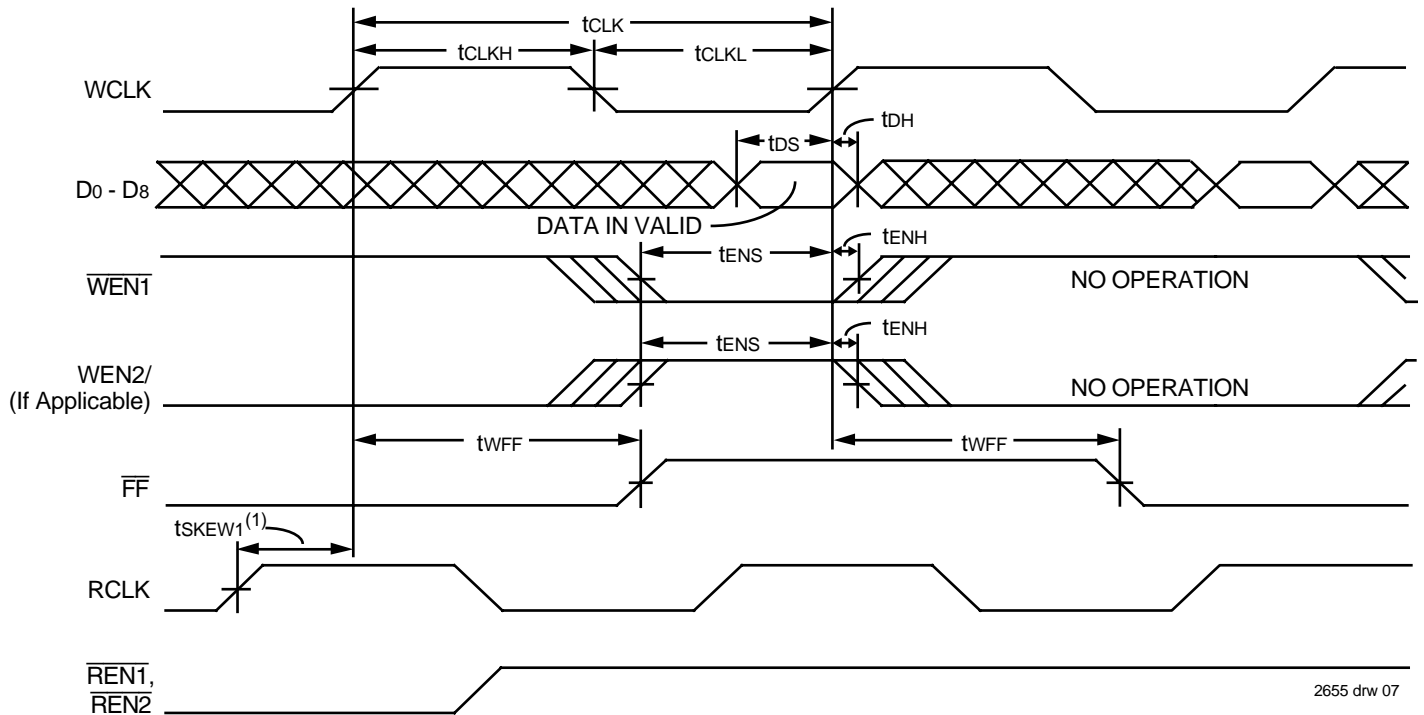 tCLK
tCLKH tCLKL
WCLK
tDH
tDS
D0 - D8
DATA IN VALID
tENH
tENS
WEN1
NO OPERATION
tENH
tENS
WEN2/
(If Applicable)
NO OPERATION
tWFF tWFF
FF
tSKEW1(1)
RCLK
REN1,
REN2
2655 drw 07